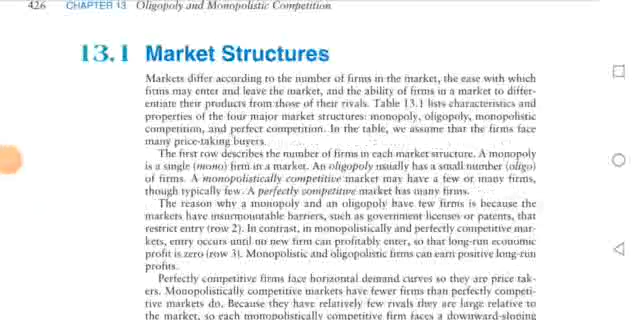 426 CHAPTER 13 Oligopoly and Monopolistic Competition
13.1 Market Structures
Markets differ according to the number of firms in the market, the ease with which
firms may enter and leave the market, and the ability of firms in a market to differ-
entiate their products from those of their rivals. Table 13.1 lists characteristics and
properties of the four major market structures: monopoly, oligopoly, monopolistic
competition, and perfect competition. In the table, we assume that the firms face
many price-taking buyers.
The first row describes the number of firms in each market structure. A monopoly
is a single (mono) firm in a market. An oligopoly usually has a small number (oligo)
of firms. A monopolistically competitive market may have a few or many firms,
though typically few. A perfectly competitive market has many firms.
The reason why a monopoly and an oligopoly have few firms is because the
markets have insurmountable barriers, such as government licenses or patents, that
restrict entry (row 2). In contrast, in monopolistically and perfectly competitive mar-
kets, entry occurs until no new firm can profitably enter, so that long-run economic
profit is zero (row 3). Monopolistic and oligopolistic firms can earn positive long-run
profits.
Perfectly competitive firms face horizontal demand curves so they are price tak-
ers. Monopolistically competitive markets have fewer firms than perfectly competi-
tive markets do. Because they have relatively few rivals they are large relative to
the market, so each monopolistically competitive firm faces a downward-sloping